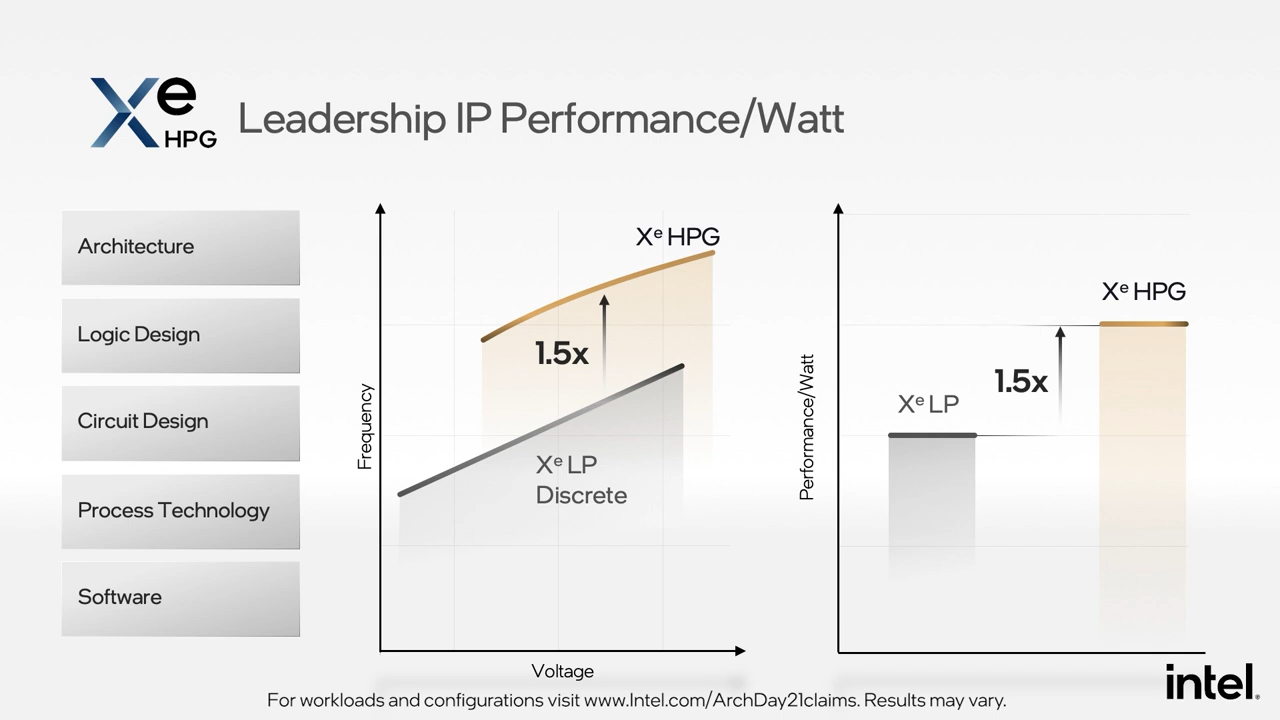 Xe HPG
Leadership IP Performance/Watt
Architecture
Logic Design
Circuit Design
Process Technology
Software
Frequency
Xᵉ HPG
1.5x
Xᵉ LP
Discrete
Voltage
Performance/Watt
Xᵉ HPG
1.5x
Xᵉ LP
intel.
For workloads and configurations visit www.Intel.com/ArchDay21claims. Results may vary.